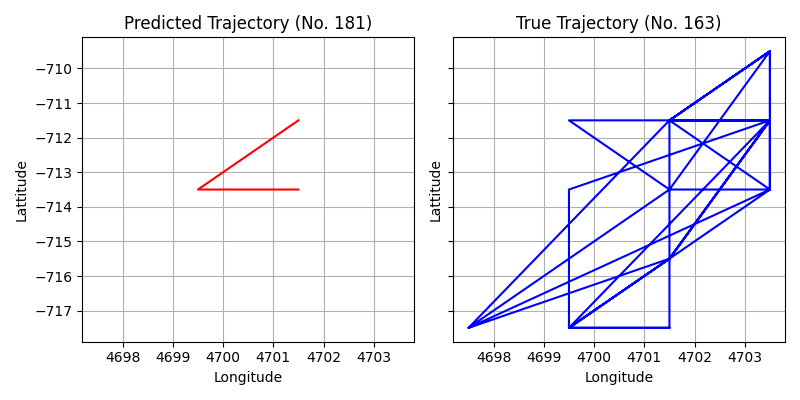 Predicted Trajectory (No. 181)
True Trajectory (No. 163)
Lattitude
−710
−711
−712
−713
−714
−715
−716
−717
4698 4699 4700 4701 4702 4703
Longitude
Lattitude
4698 4699 4700 4701 4702 4703
Longitude